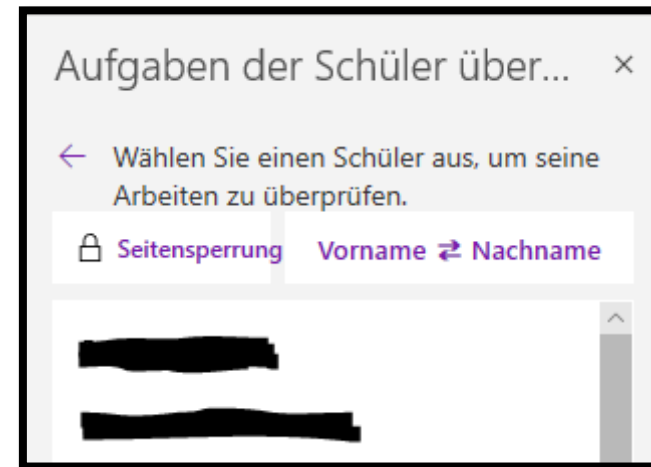 Aufgaben der Schüler über...
Wählen Sie einen Schüler aus, um seine
Arbeiten zu überprüfen.
Seitensperrung Vorname ⇄ Nachname